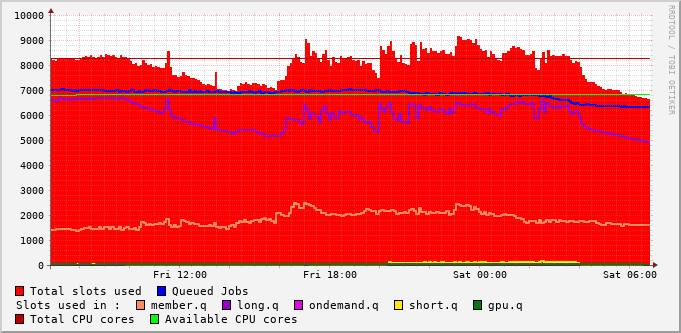 10000
9000
8000
7000
6000
5000
4000
3000
2000
1000
0
Fri 12:00 Fri 18:00 Sat 00:00 Sat 06:00
RRDTOOL / TOBI OETIKER
Total slots used Queued Jobs
Slots used in : member.q long.q ondemand.q short.q gpu.q
Total CPU cores Available CPU cores